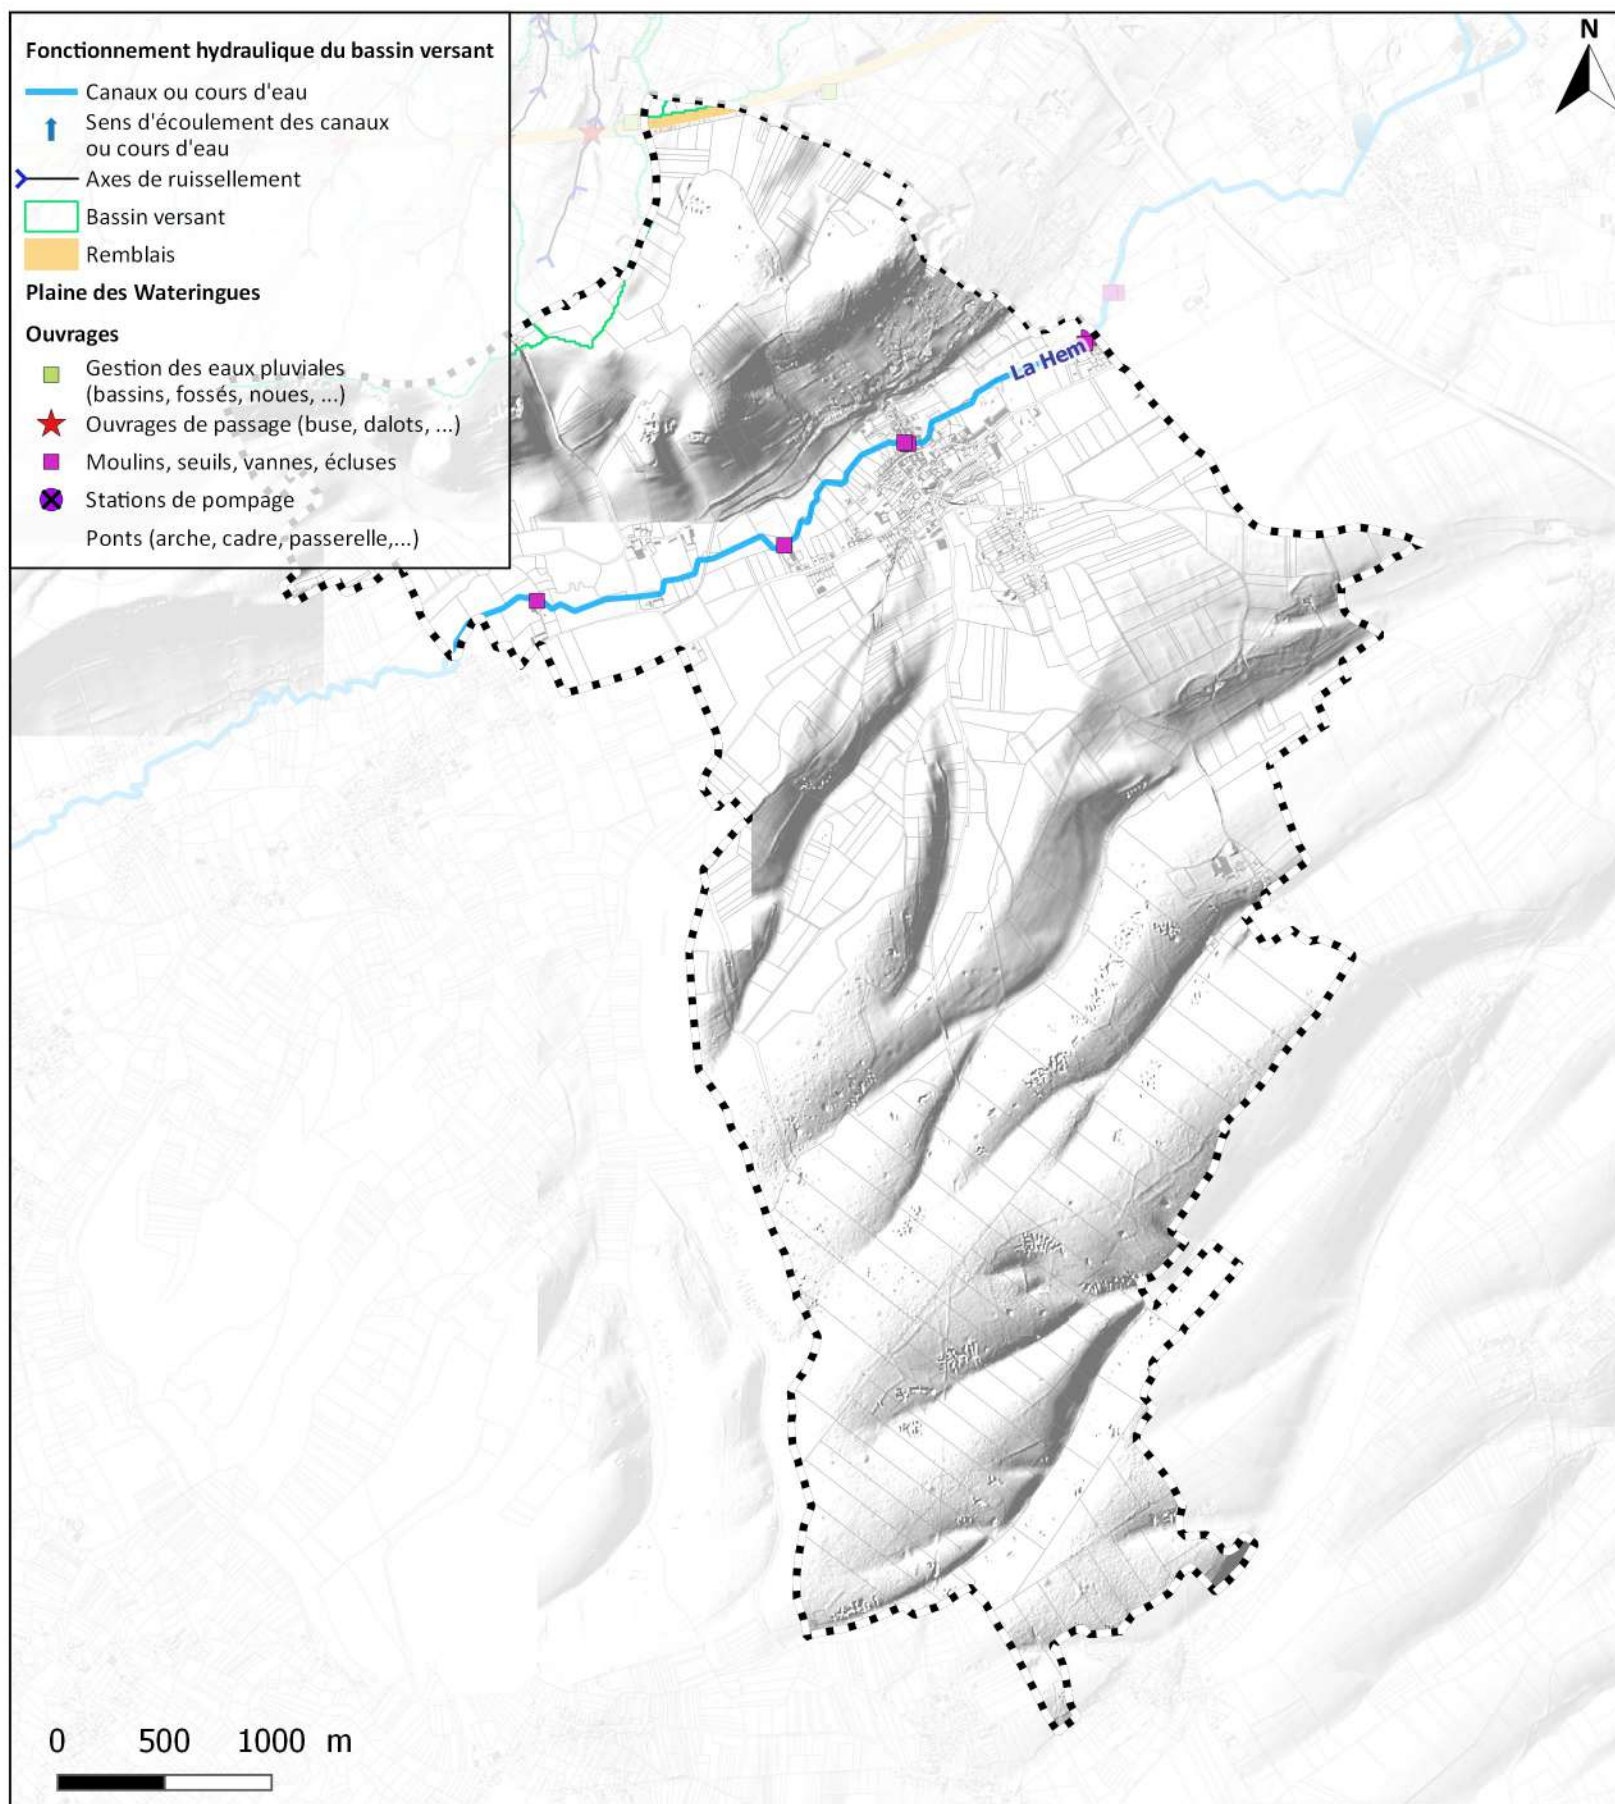 Fonctionnement hydraulique du bassin versant
Canaux ou cours d'eau
Sens d'écoulement des canaux
ou cours d'eau
Axes de ruissellement
Bassin versant
Remblais
Plaine des Wateringues
Ouvrages
Gestion des eaux pluviales
(bassins, fossés, noues, ...)
Ouvrages de passage (buse, dalots, ...)
Moulins, seuils, vannes, écluses
Stations de pompage
Ponts (arche, cadre, passerelle,...)
N
La Hem
0 500 1000 m